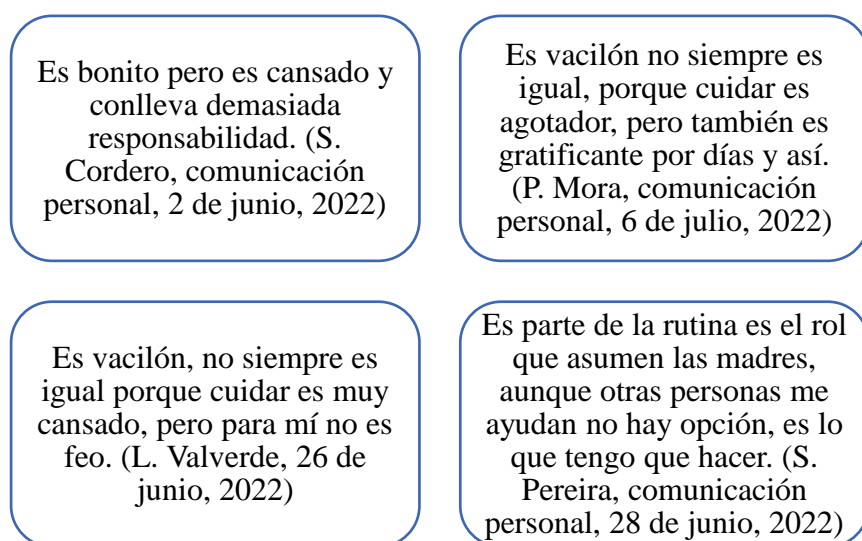 Es bonito pero es cansado y
conlleva demasiada
responsabilidad. (S.
Cordero, comunicación
personal, 2 de junio, 2022)
Es vacilón no siempre es
igual, porque cuidar es
agotador, pero también es
gratificante por días y así.
(P. Mora, comunicación
personal, 6 de julio, 2022)
Es vacilón, no siempre es
igual porque cuidar es muy
cansado, pero para mí no es
feo. (L. Valverde, 26 de
junio, 2022)
Es parte de la rutina es el rol
que asumen las madres,
aunque otras personas me
ayudan no hay opción, es lo
que tengo que hacer. (S.
Pereira, comunicación
personal, 28 de junio, 2022)